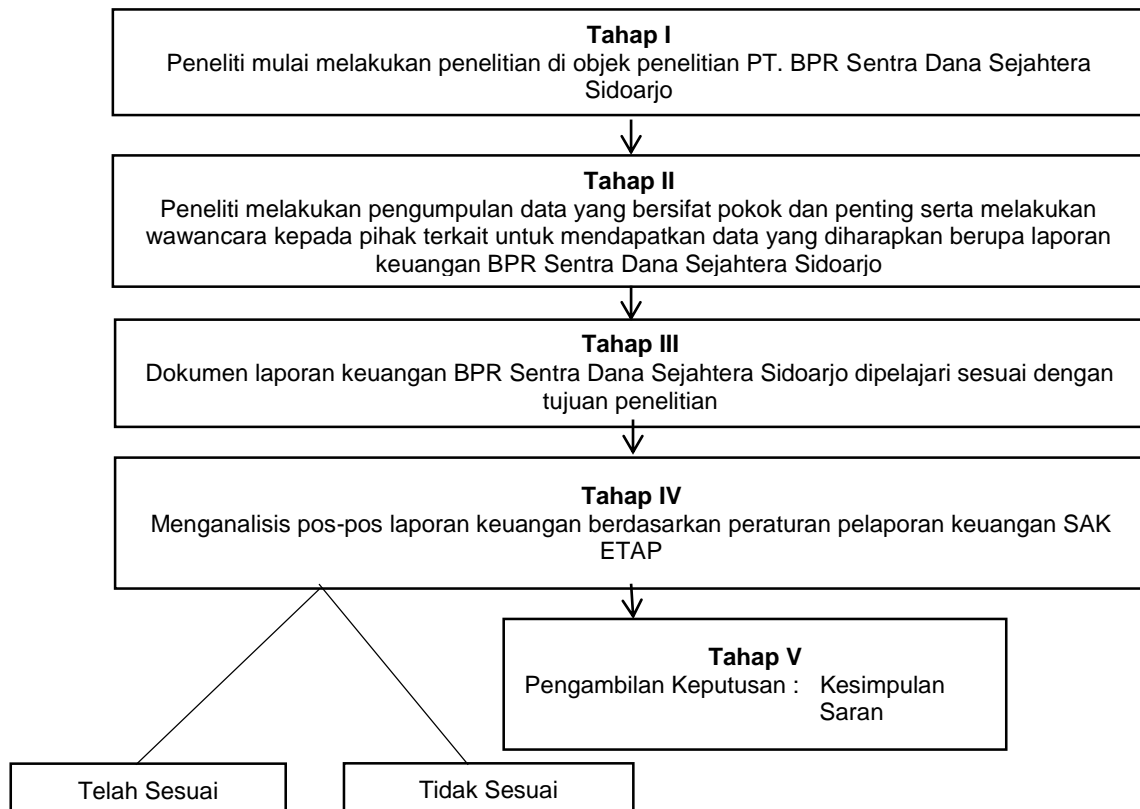 Tahap I
Peneliti mulai melakukan penelitian di objek penelitian PT. BPR Sentra Dana Sejahtera
Sidoarjo
Tahap II
Peneliti melakukan pengumpulan data yang bersifat pokok dan penting serta melakukan
wawancara kepada pihak terkait untuk mendapatkan data yang diharapkan berupa laporan
keuangan BPR Sentra Dana Sejahtera Sidoarjo
Tahap III
Dokumen laporan keuangan BPR Sentra Dana Sejahtera Sidoarjo dipelajari sesuai dengan
tujuan penelitian
Tahap IV
Menganalisis pos-pos laporan keuangan berdasarkan peraturan pelaporan keuangan SAK
ETAP
Tahap V
Pengambilan Keputusan : Kesimpulan
Saran
Telah Sesuai
Tidak Sesuai